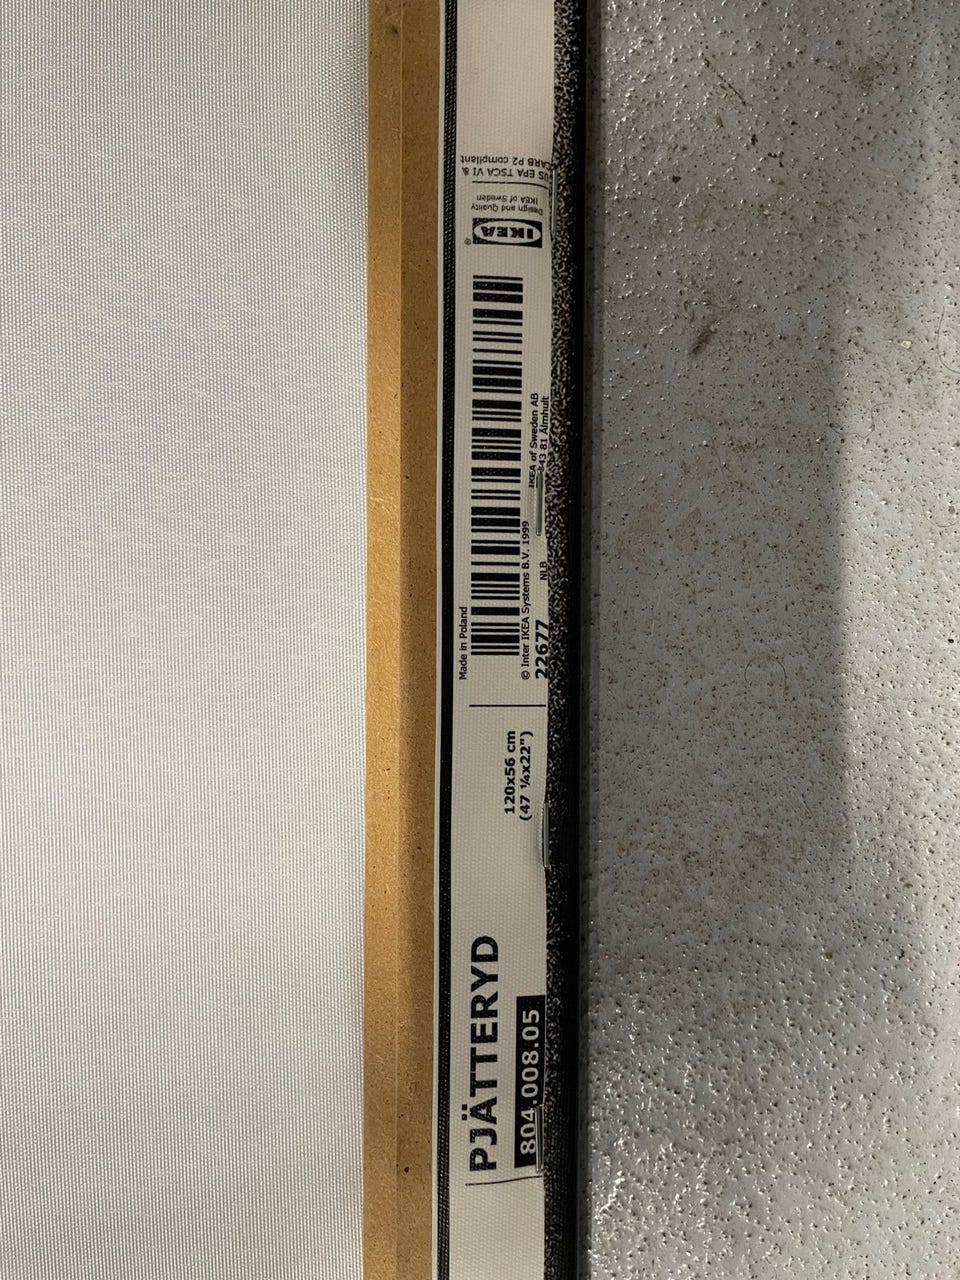 PJÄTTERYD
804.008.05
120x56 cm
(47 ¼x22")
Made in Poland
© Inter IKEA Systems B.V. 1999
22677
NLB
IKEA of Sweden AB
343 81 Älmhult
IKEA
®
Design and Quality
IKEA of Sweden
US EPA TSCA VI &
CARB P2 compliant